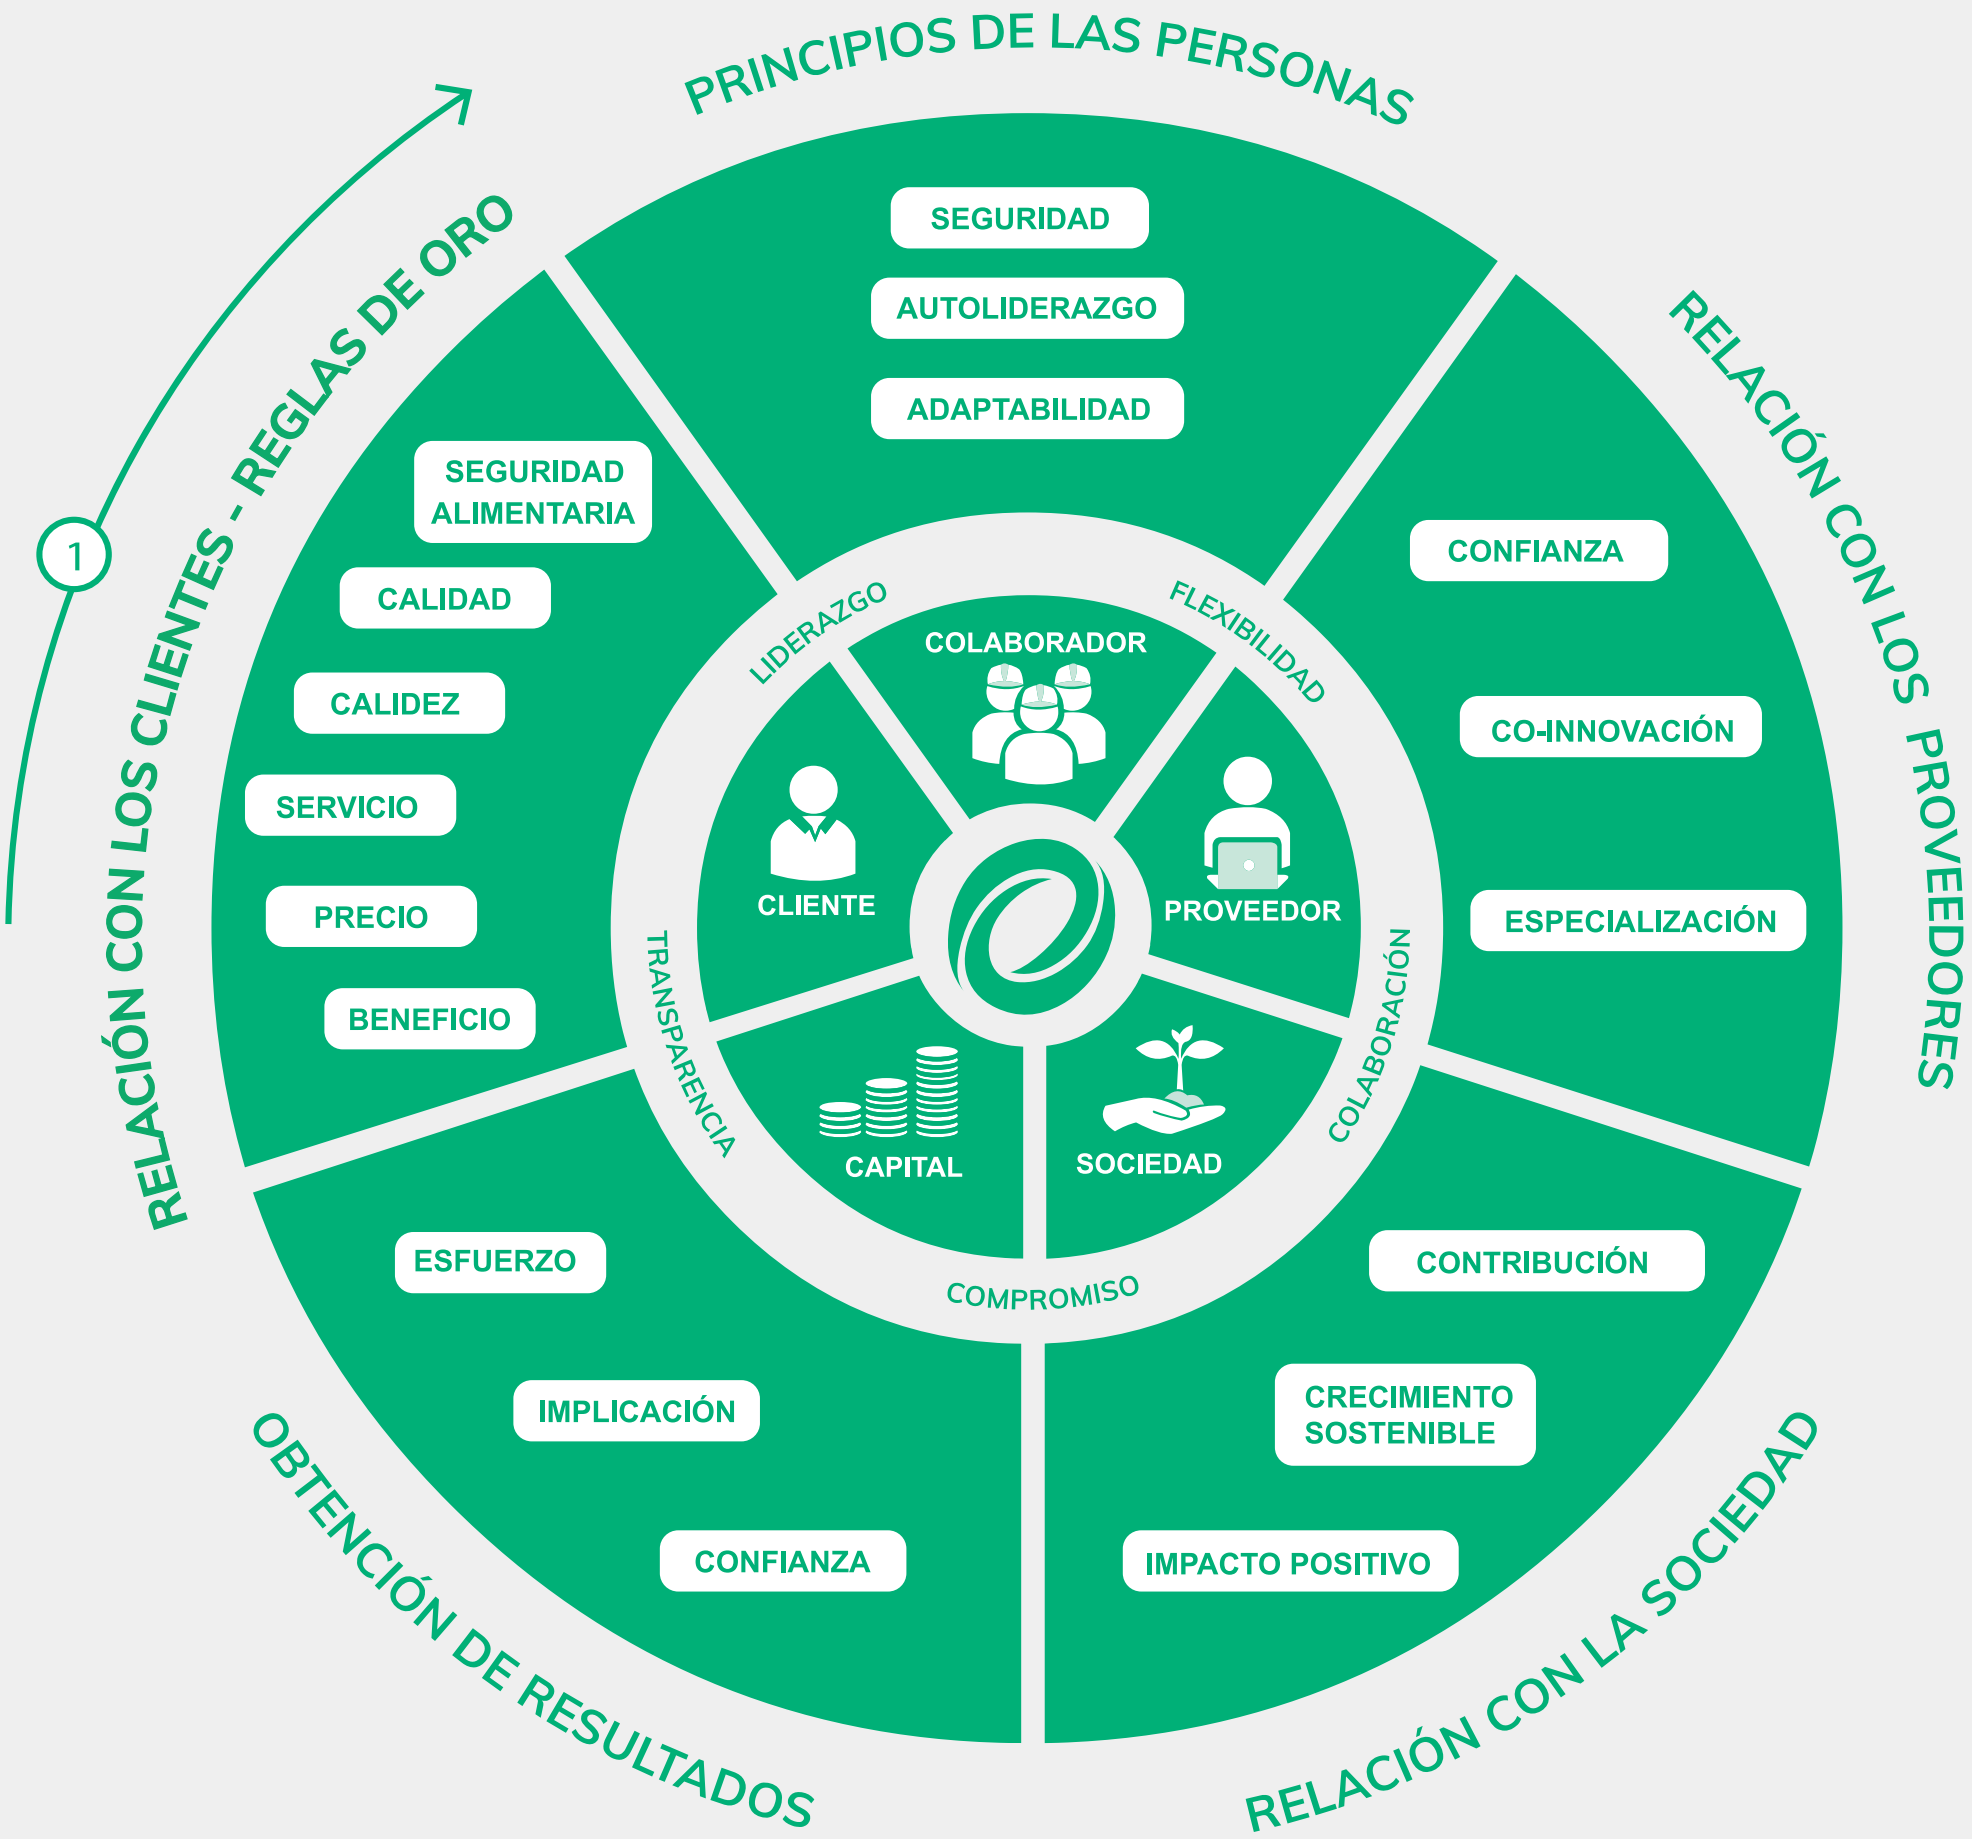 1
RELACIÓN CON LOS CLIENTES - REGLAS DE ORO
SEGURIDAD
ALIMENTARIA
CALIDAD
CALIDEZ
SERVICIO
PRECIO
BENEFICIO
PRINCIPIOS DE LAS PERSONAS
SEGURIDAD
AUTOLIDERAZGO
ADAPTABILIDAD
RELACIÓN CON LOS PROVEEDORES
CONFIANZA
CO-INNOVACIÓN
ESPECIALIZACIÓN
RELACIÓN CON LA SOCIEDAD
CONTRIBUCIÓN
CRECIMIENTO
SOSTENIBLE
IMPACTO POSITIVO
OBTENCIÓN DE RESULTADOS
ESFUERZO
IMPLICACIÓN
CONFIANZA
LIDERAZGO
FLEXIBILIDAD
COLABORACIÓN
COMPROMISO
TRANSPARENCIA
CLIENTE
COLABORADOR
PROVEEDOR
SOCIEDAD
CAPITAL